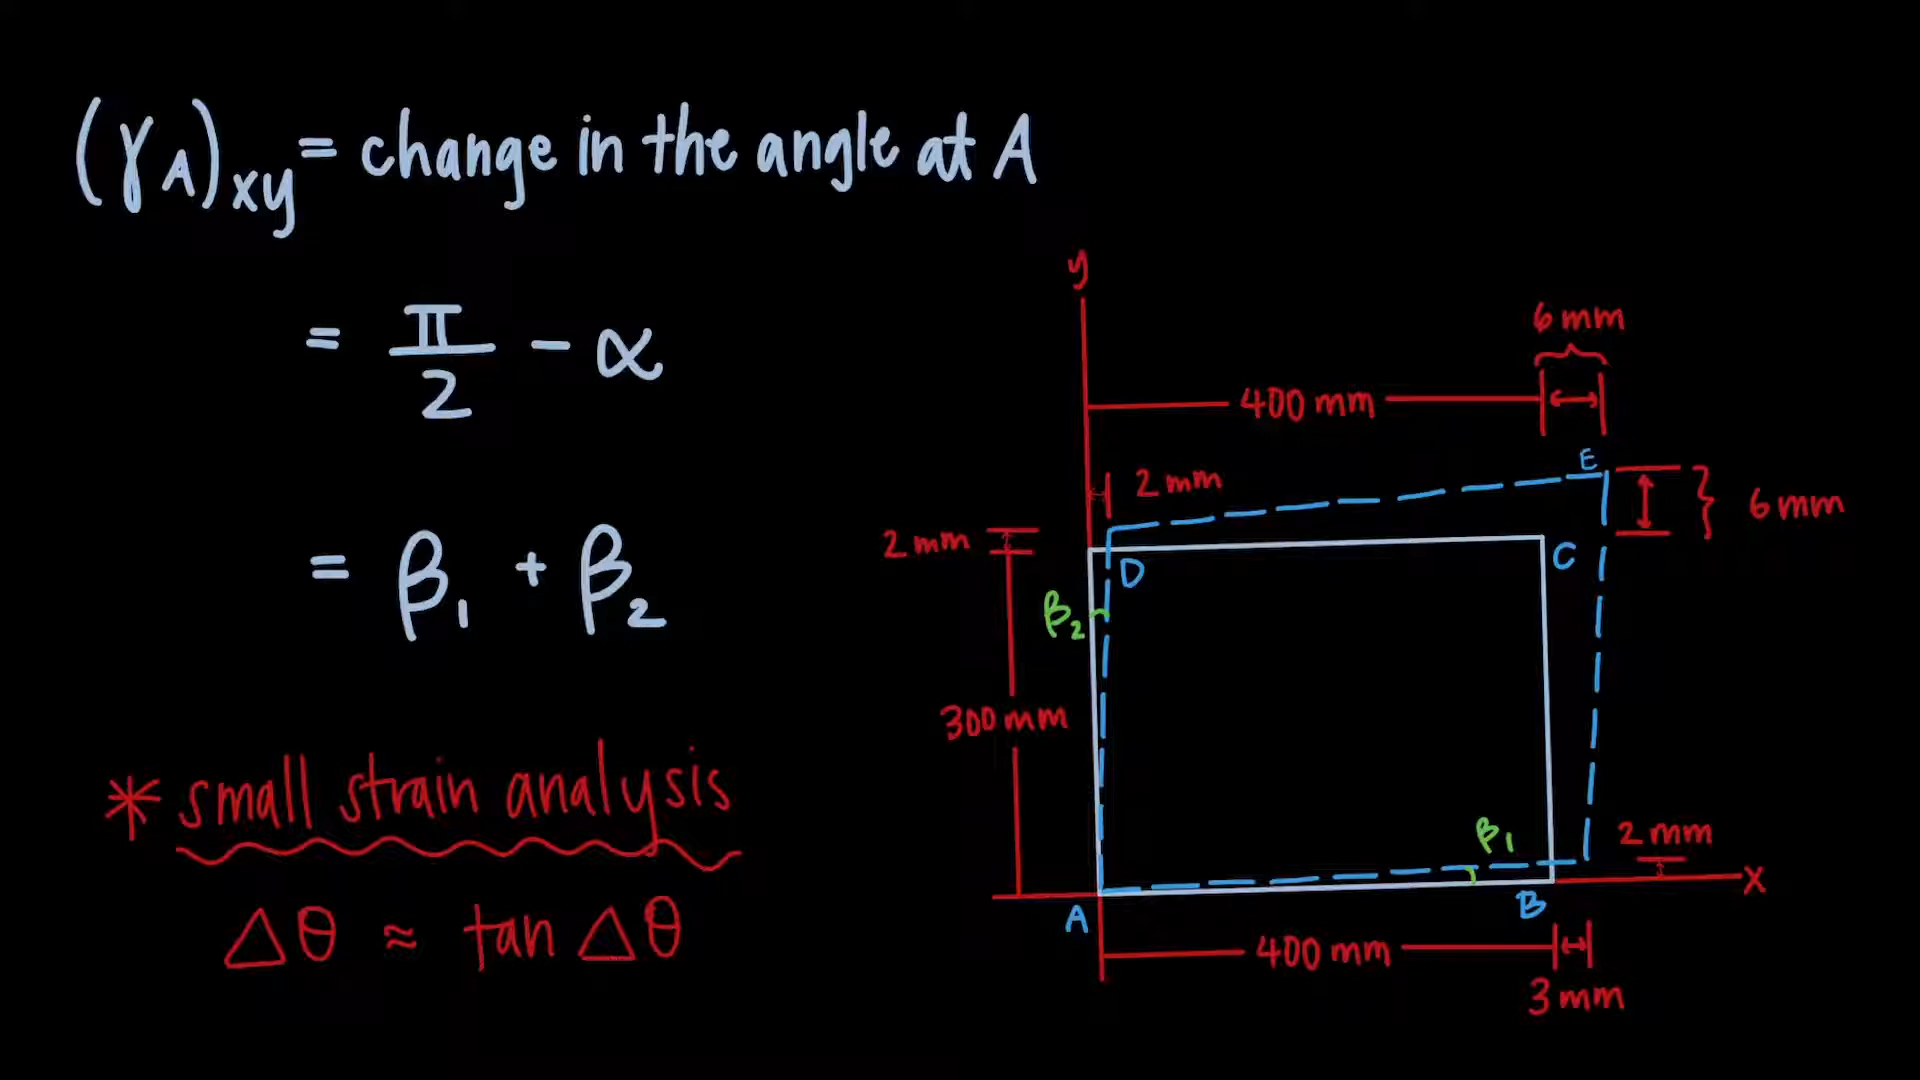 (γA)xy = change in the angle at A
= π/2 - α
= β1 + β2
* small strain analysis
Δθ ≈ tan Δθ
y
6 mm
400 mm
E
2 mm
6 mm
2 mm
C
D
β2
300 mm
β1
2 mm
x
B
A
400 mm
3 mm